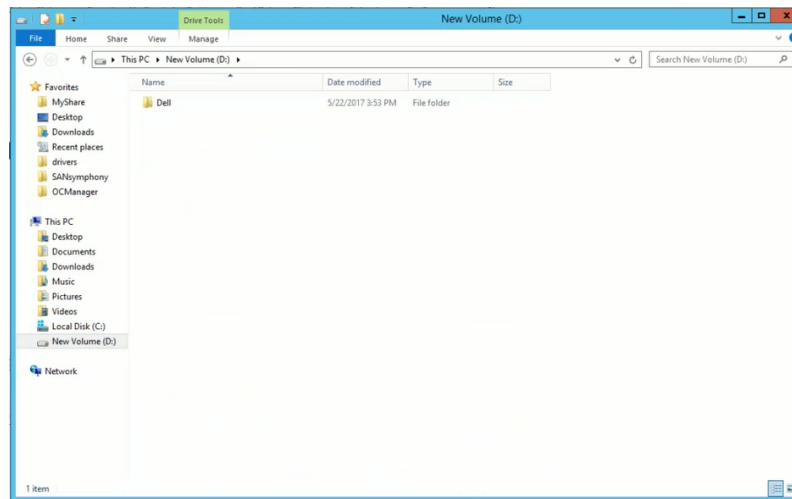 Drive Tools
New Volume (D:)
File Home Share View Manage
This PC New Volume (D:)
Search New Volume (D:)
Name Date modified Type Size
Dell 5/22/2017 3:53 PM File folder
Favorites
MyShare
Desktop
Downloads
Recent places
drivers
SANsymphony
OCManager
This PC
Desktop
Documents
Downloads
Music
Pictures
Videos
Local Disk (C:)
New Volume (D:)
Network
1 item